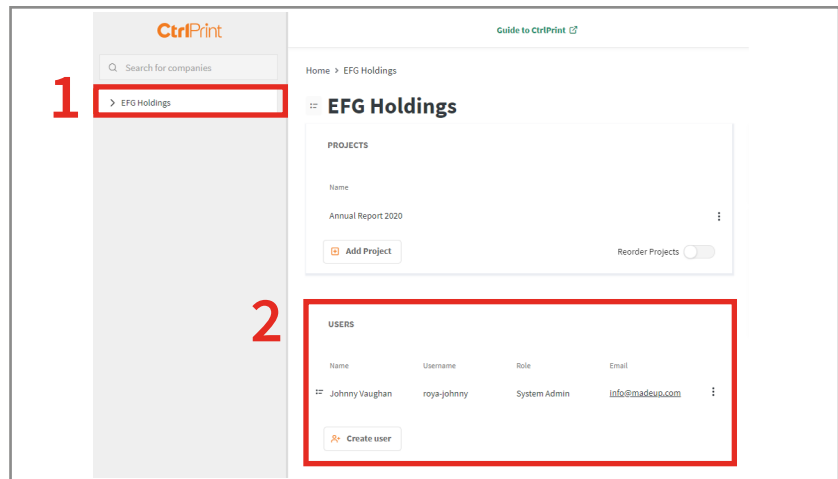 CtrlPrint
Guide to CtrlPrint
Search for companies
1
EFG Holdings
Home > EFG Holdings
EFG Holdings
PROJECTS
Name
Annual Report 2020
Add Project
Reorder Projects
2
USERS
Name Username Role Email
Johnny Vaughan roya-johnny System Admin info@madeup.com
Create user